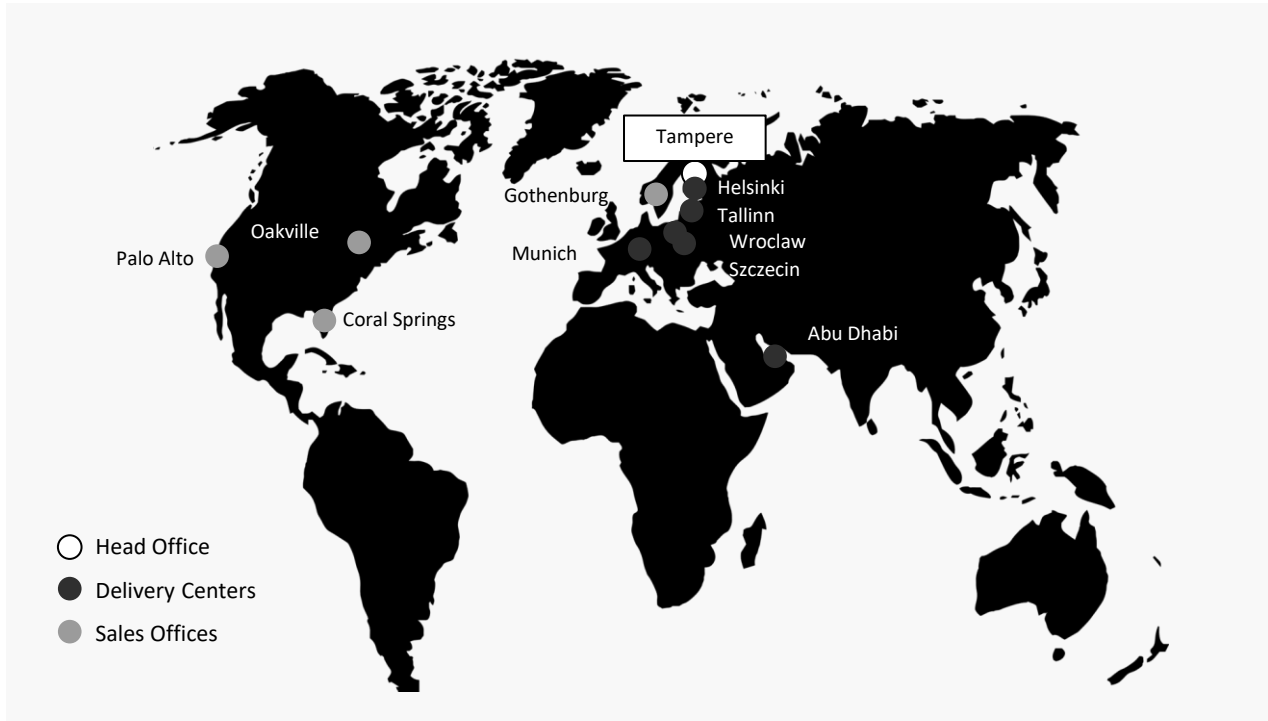 Tampere
Helsinki
Gothenburg
Tallinn
Oakville
Wroclaw
Munich
Palo Alto
Szczecin
Coral Springs
Abu Dhabi
Head Office
Delivery Centers
Sales Offices